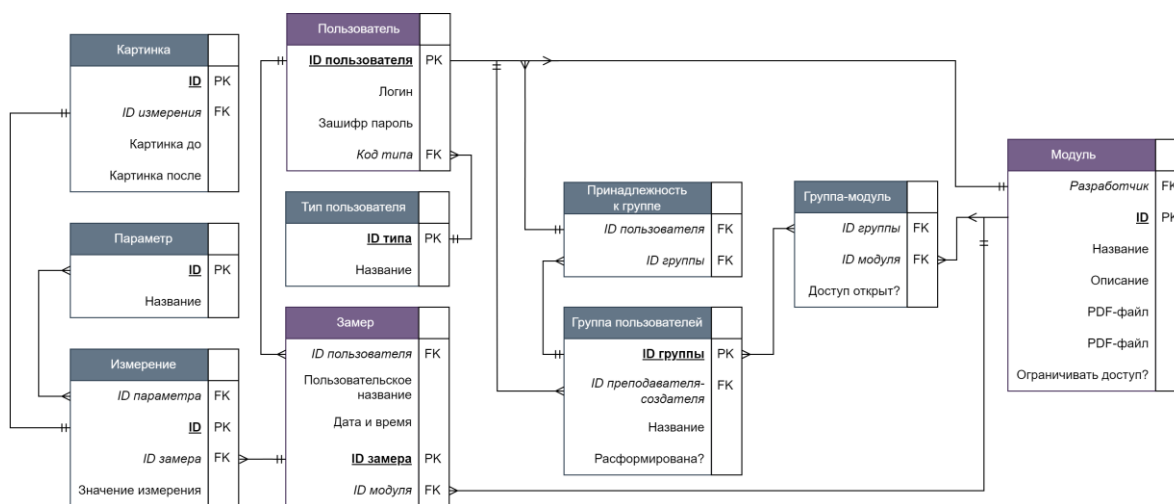 Картинка
ID PK
ID измерения FK
Картинка до
Картинка после
Параметр
ID PK
Название
Измерение
ID параметра FK
ID PK
ID замера FK
Значение измерения
Пользователь
ID пользователя PK
Логин
Зашифр пароль
Код типа FK
Тип пользователя
ID типа PK
Название
Замер
ID пользователя FK
Пользовательское
название
Дата и время
ID замера PK
ID модуля FK
Принадлежность
к группе
ID пользователя FK
ID группы FK
Группа пользователей
ID группы PK
ID преподавателя-
создателя FK
Название
Расформирована?
Группа-модуль
ID группы FK
ID модуля FK
Доступ открыт?
Модуль
Разработчик FK
ID PK
Название
Описание
PDF-файл
PDF-файл
Ограничивать доступ?